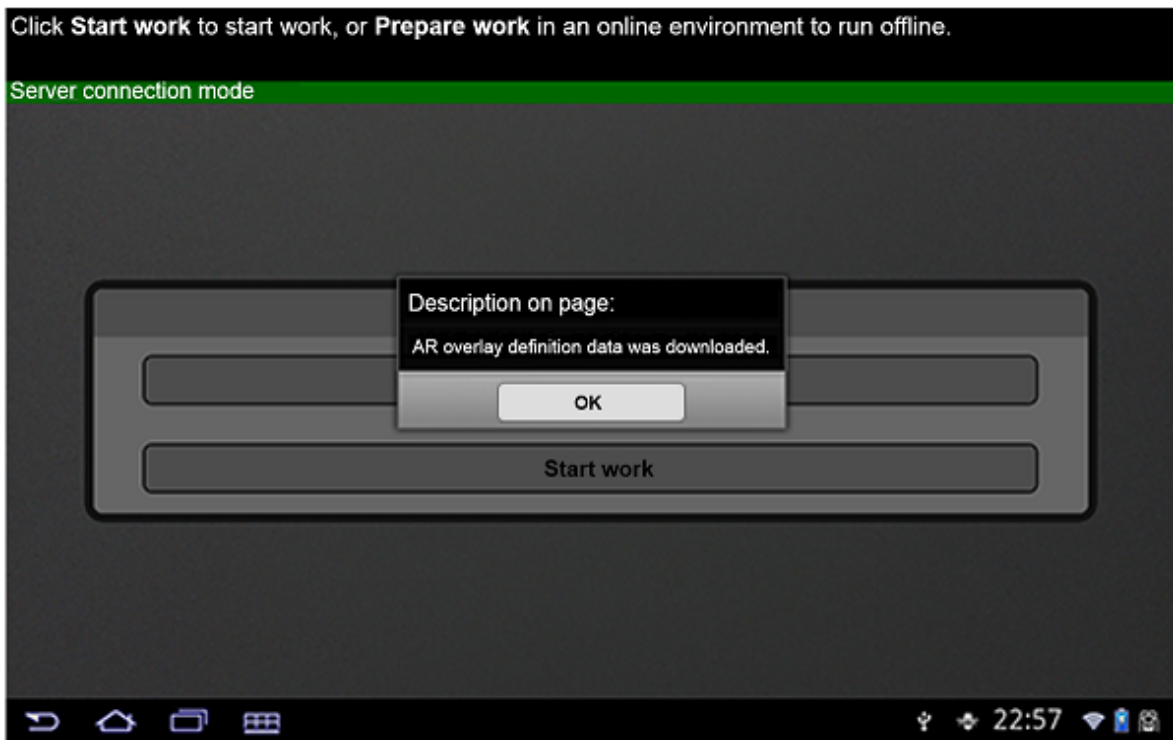 Click Start work to start work, or Prepare work in an online environment to run offline.
Server connection mode
Description on page:
AR overlay definition data was downloaded.
OK
Start work
22:57